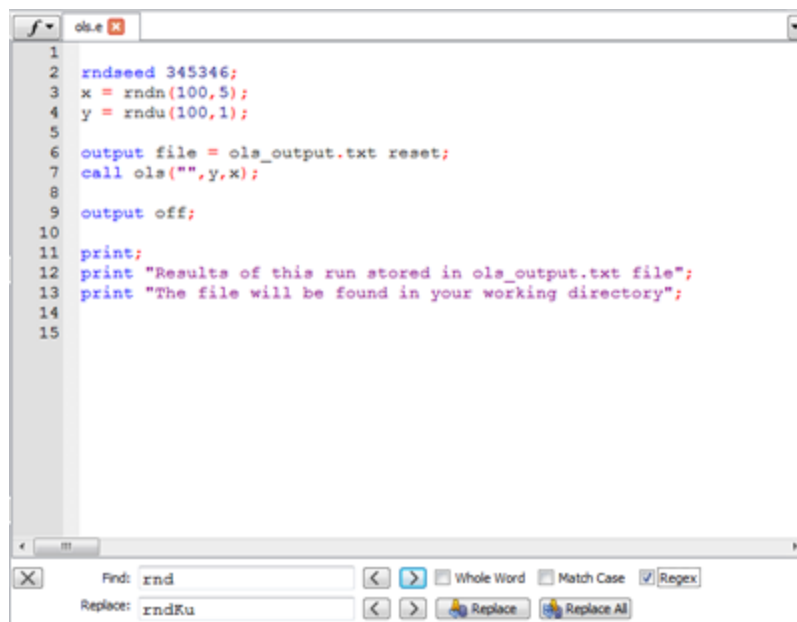 f
ols.e
1
2 rndseed 345346;
3 x = rndn(100,5);
4 y = rndu(100,1);
5
6 output file = ols_output.txt reset;
7 call ols("",y,x);
8
9 output off;
10
11 print;
12 print "Results of this run stored in ols_output.txt file";
13 print "The file will be found in your working directory";
14
15
Find: rnd < > Whole Word Match Case Regex
Replace: rndKu < > Replace Replace All